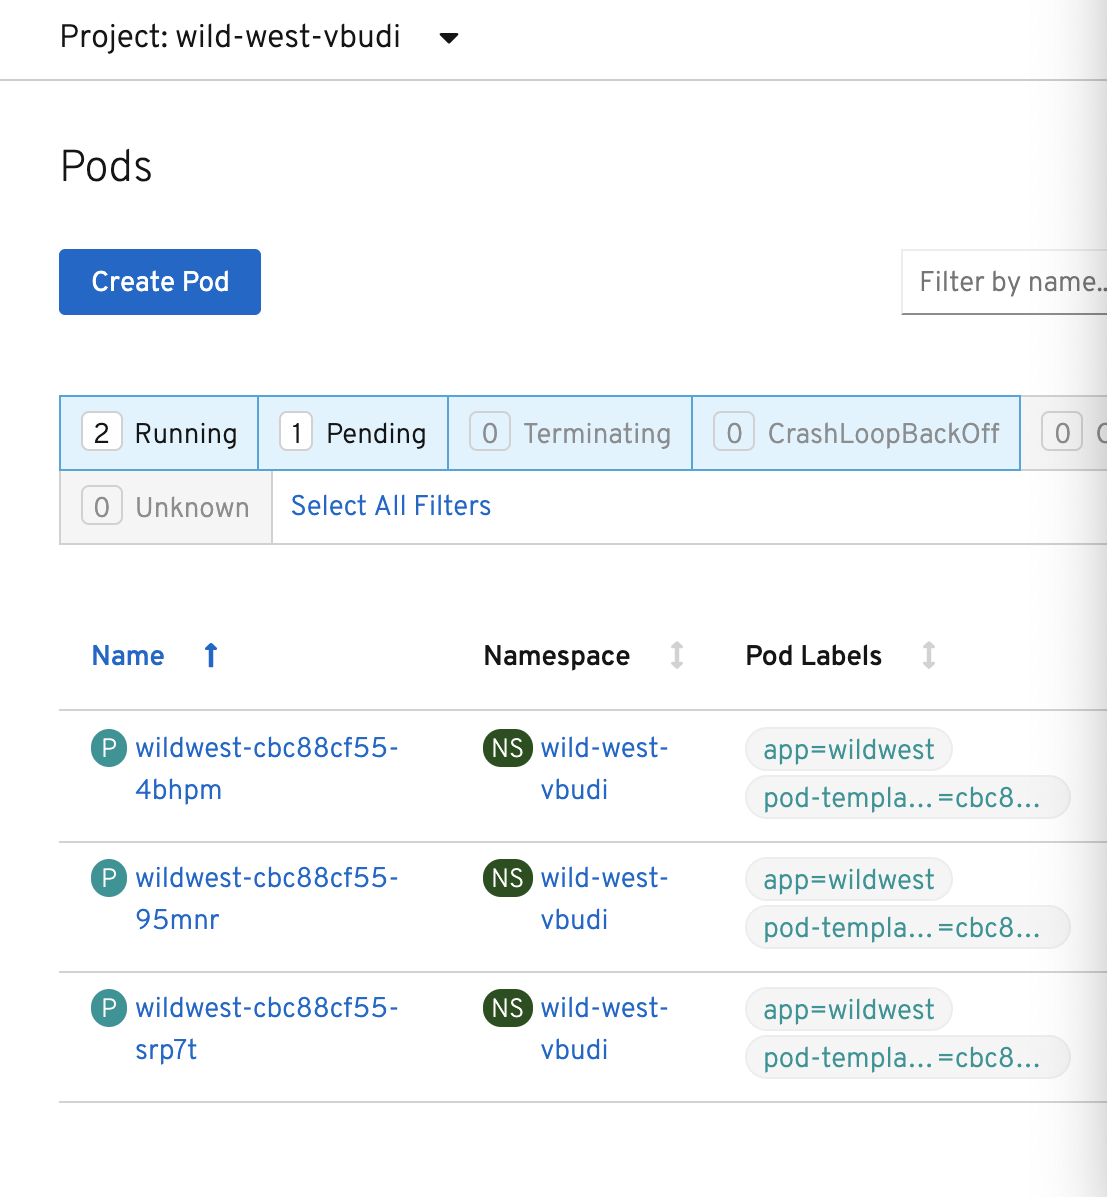 Project: wild-west-vbudi
Pods
Create Pod
Filter by name..
2 Running 1 Pending 0 Terminating 0 CrashLoopBackOff 0
0 Unknown Select All Filters
Name Namespace Pod Labels
P wildwest-cbc88cf55- NS wild-west- app=wildwest
4bhpm vbudi pod-templa... =cbc8...
P wildwest-cbc88cf55- NS wild-west- app=wildwest
95mnr vbudi pod-templa... =cbc8...
P wildwest-cbc88cf55- NS wild-west- app=wildwest
srp7t vbudi pod-templa... =cbc8...